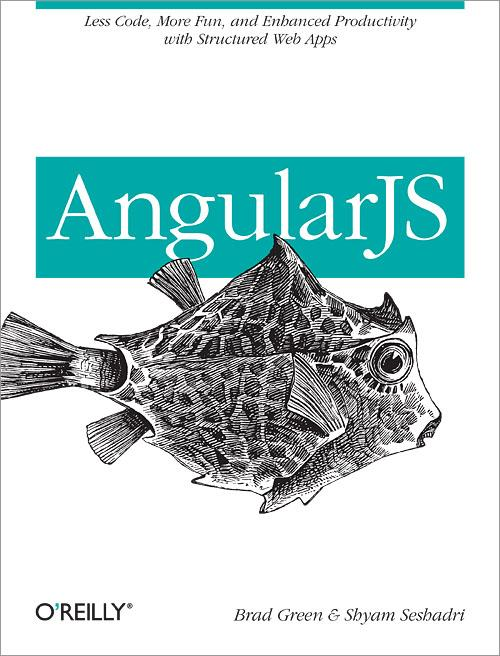 Less Code, More Fun, and Enhanced Productivity
with Structured Web Apps
AngularJS
O'REILLY®
Brad Green & Shyam Seshadri